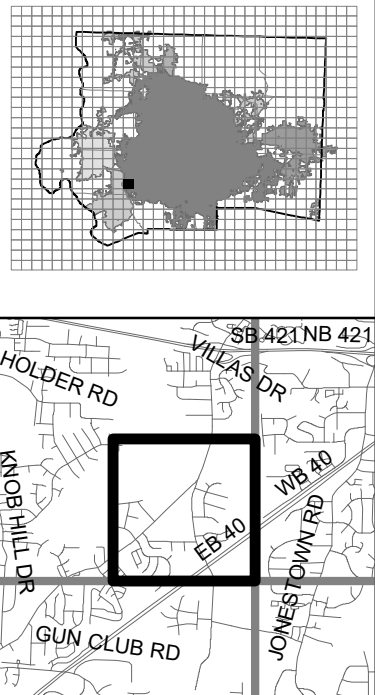 SB 421 NB 421
VILLAS DR
HOLDER RD
KNOB HILL DR
WB 40
EB 40
JONESTOWN RD
GUN CLUB RD